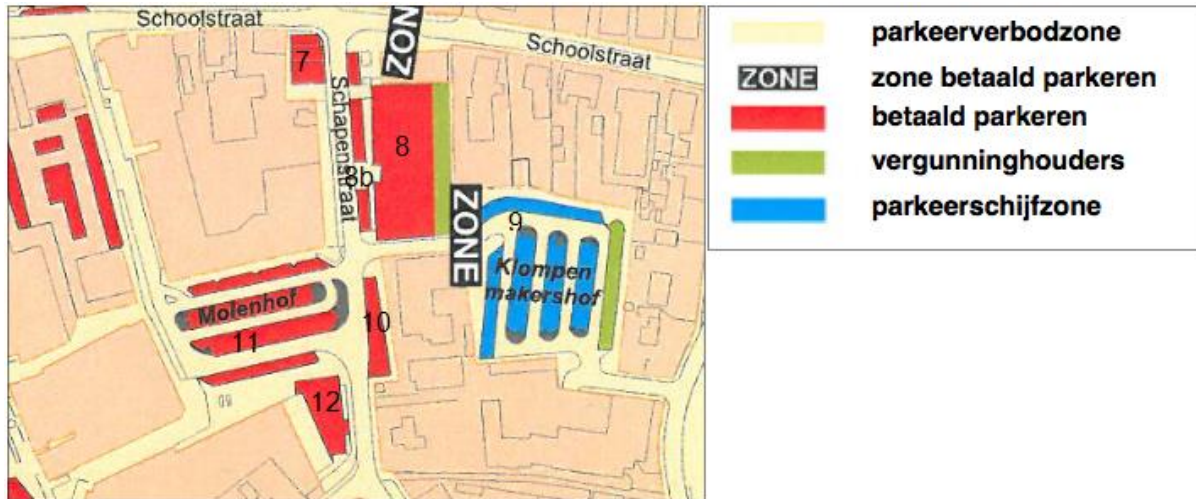 Schoolstraat
Schoolstraat
7
ZONE
Schapenstraat
8
8b
ZONE
9
Klompen
makershof
Molenhof
10
11
12
parkeerverbodzone
ZONE
zone betaald parkeren
betaald parkeren
vergunninghouders
parkeerschijfzone